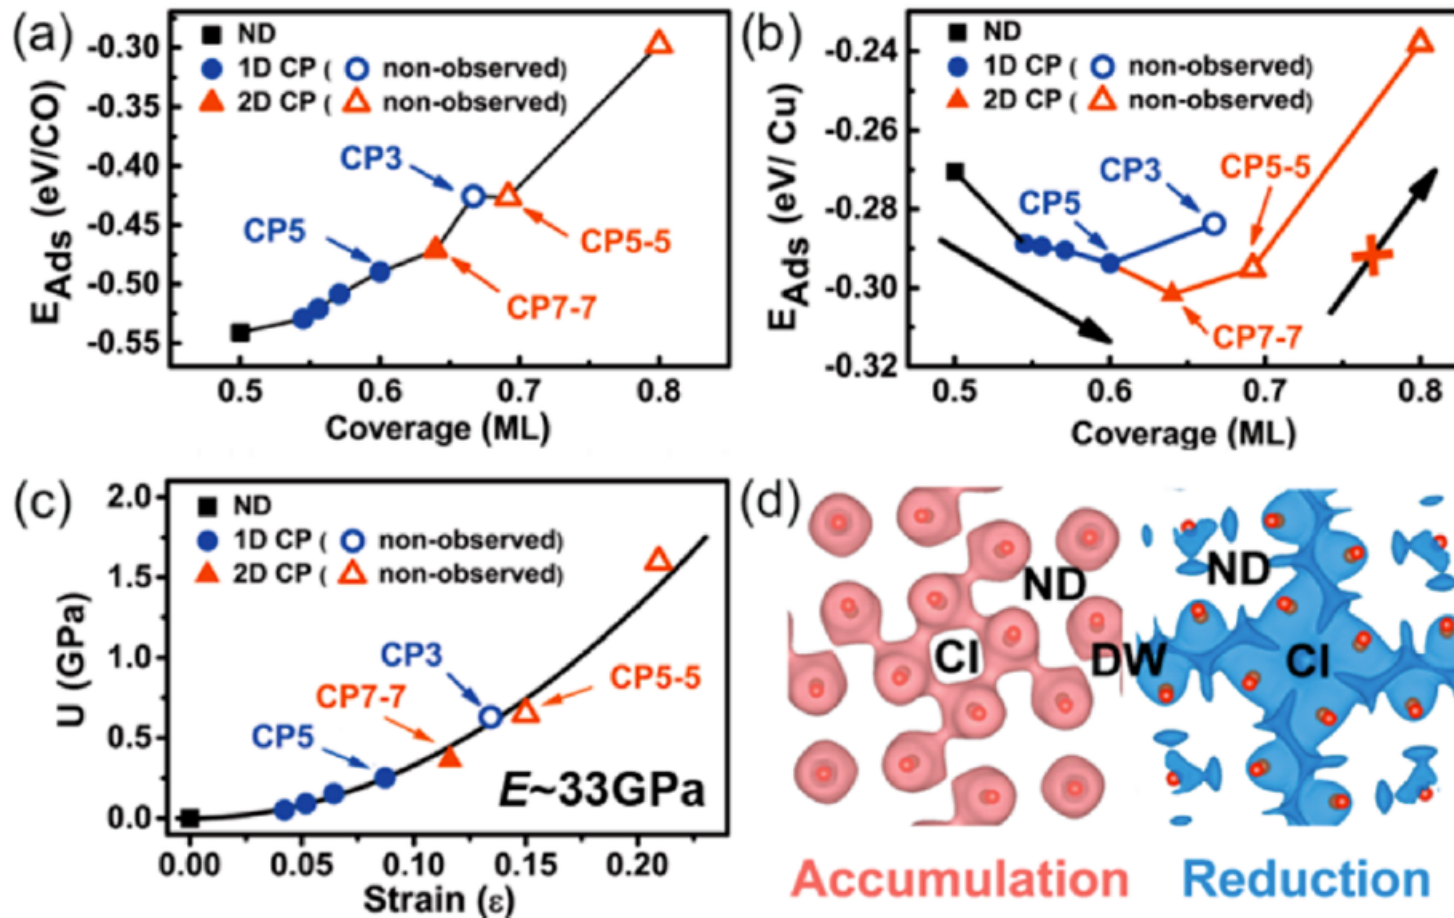 (a)
E_Ads (eV/CO)
-0.30
-0.35
-0.40
-0.45
-0.50
-0.55
ND
1D CP ( non-observed)
2D CP ( non-observed)
CP3
CP5
CP5-5
CP7-7
0.5 0.6 0.7 0.8
Coverage (ML)
(b)
E_Ads (eV/ Cu)
-0.24
-0.26
-0.28
-0.30
-0.32
ND
1D CP ( non-observed)
2D CP ( non-observed)
CP5-5
CP3
CP5
CP7-7
0.5 0.6 0.7 0.8
Coverage (ML)
(c)
U (GPa)
2.0
1.5
1.0
0.5
0.0
ND
1D CP ( non-observed)
2D CP ( non-observed)
CP3
CP7-7
CP5-5
CP5
E~33GPa
0.00 0.05 0.10 0.15 0.20
Strain (ε)
(d)
ND
CI
DW
ND
CI
Accumulation
Reduction